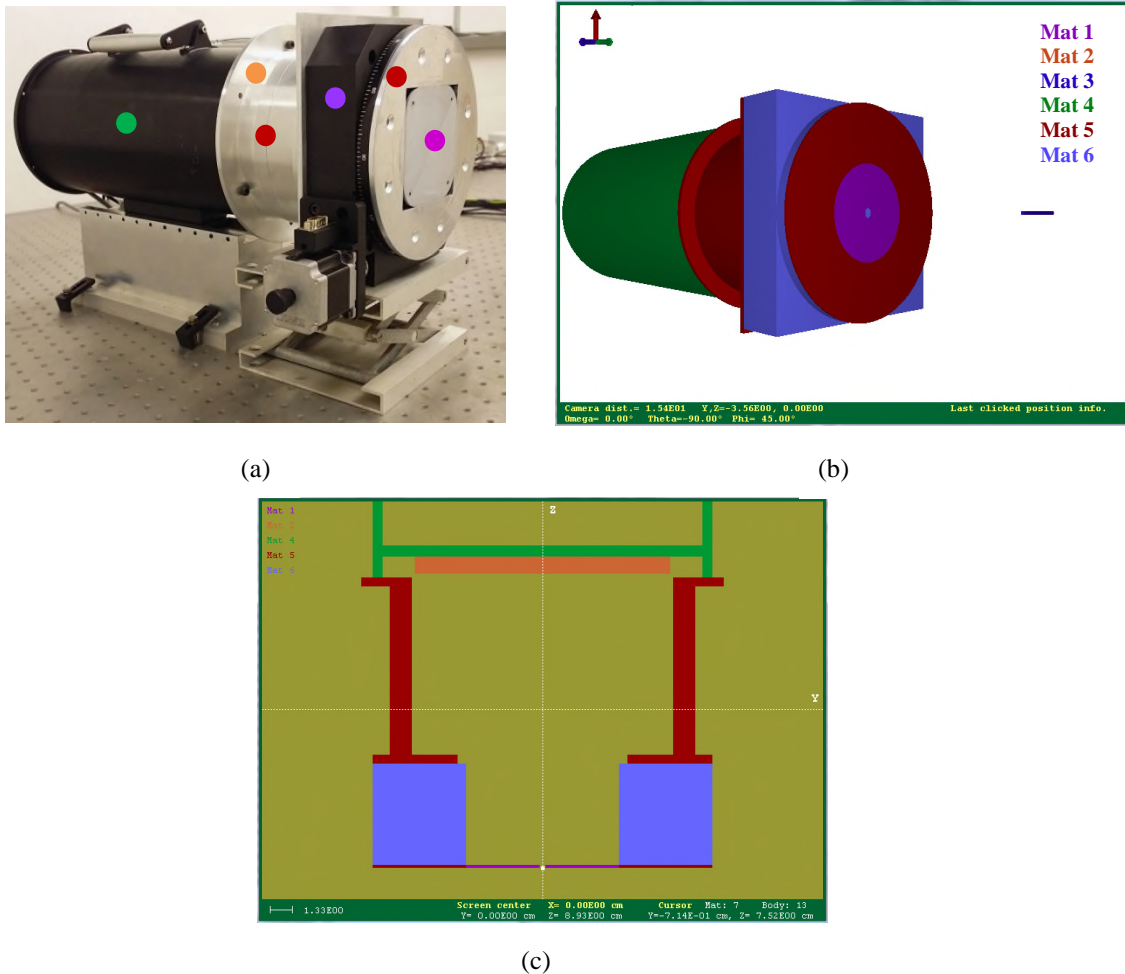 Mat 1
Mat 2
Mat 3
Mat 4
Mat 5
Mat 6
Camera dist.= 1.54E01 Y,Z=-3.56E00, 0.00E00 Last clicked position info.
Omega= 0.00° Theta=-90.00° Phi= 45.00°
(a)
(b)
Mat 1
Mat 2
Mat 4
Mat 5
Mat 6
Z
Y
1.33E00
Screen center X= 0.00E00 cm Cursor Mat: 7 Body: 13
Y= 0.00E00 cm Z= 8.93E00 cm Y=-7.14E-01 cm, Z= 7.52E00 cm
(c)